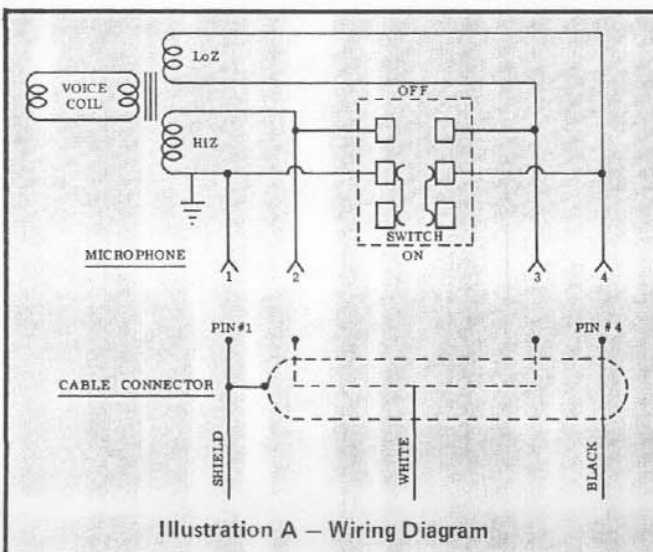 LoZ
VOICE
COIL
OFF
HiZ
SWITCH
ON
MICROPHONE
1 2 3 4
PIN #1 PIN #4
CABLE CONNECTOR
SHIELD
WHITE
BLACK
Illustration A — Wiring Diagram